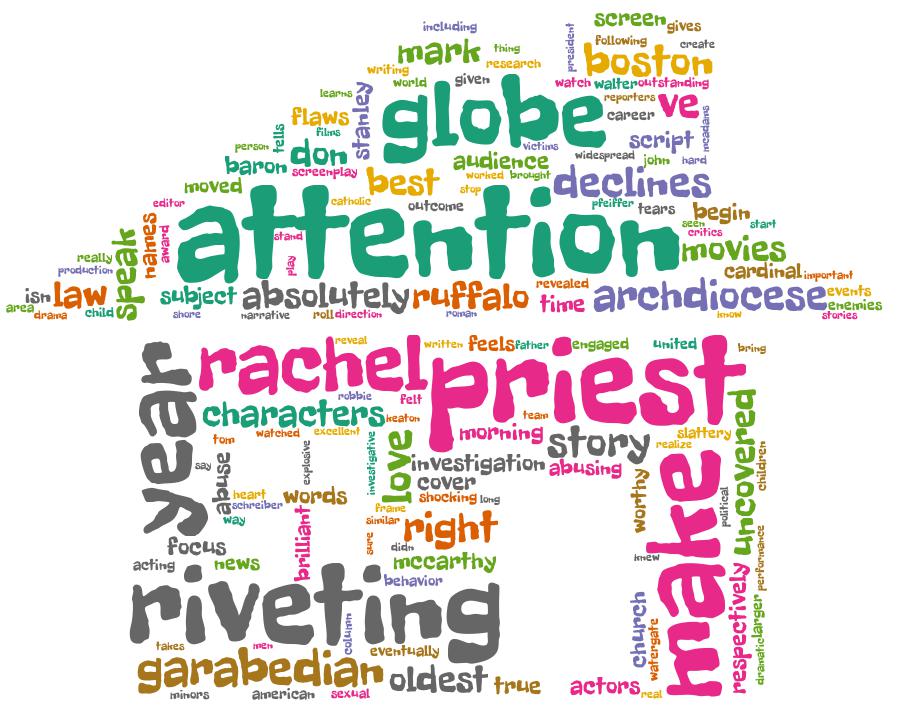 including
screen
gives
mark
thing
president
following
create
writing
research
boston
world
given
watch
walter
outstanding
learns
stanley
globe
reporters
ve
flaws
career
mcadams
tells
films
don
victims
script
person
baron
screenplay
audience
widespread
john
hard
moved
best
worked
brought
stop
declines
editor
catholic
outcome
pfeiffer
tears
begin
names
award
attention
seen
critics
start
speak
stand
play
movies
really
production
cardinal
important
isn
law
subject
absolutely
ruffalo
revealed
time
archdiocese
events
area
drama
child
shore
narrative
roll
direction
roman
know
enemies
stories
year
rachel
reveal
written
feels
father
engaged
united
bring
priest
robbie
felt
characters
keaton
team
uncovered
tom
watched
excellent
morning
story
slattery
realize
say
abuse
explosive
investigative
love
investigation
abusing
children
cover
heart
words
shocking
long
worthy
make
schreiber
way
frame
political
brilliant
similar
right
sure
focus
didn
knew
performance
acting
news
mccarthy
behavior
riveting
church
respectively
larger
column
watergate
dramatic
takes
men
eventually
garabedian
oldest
true
actors
real
minors
american
sexual